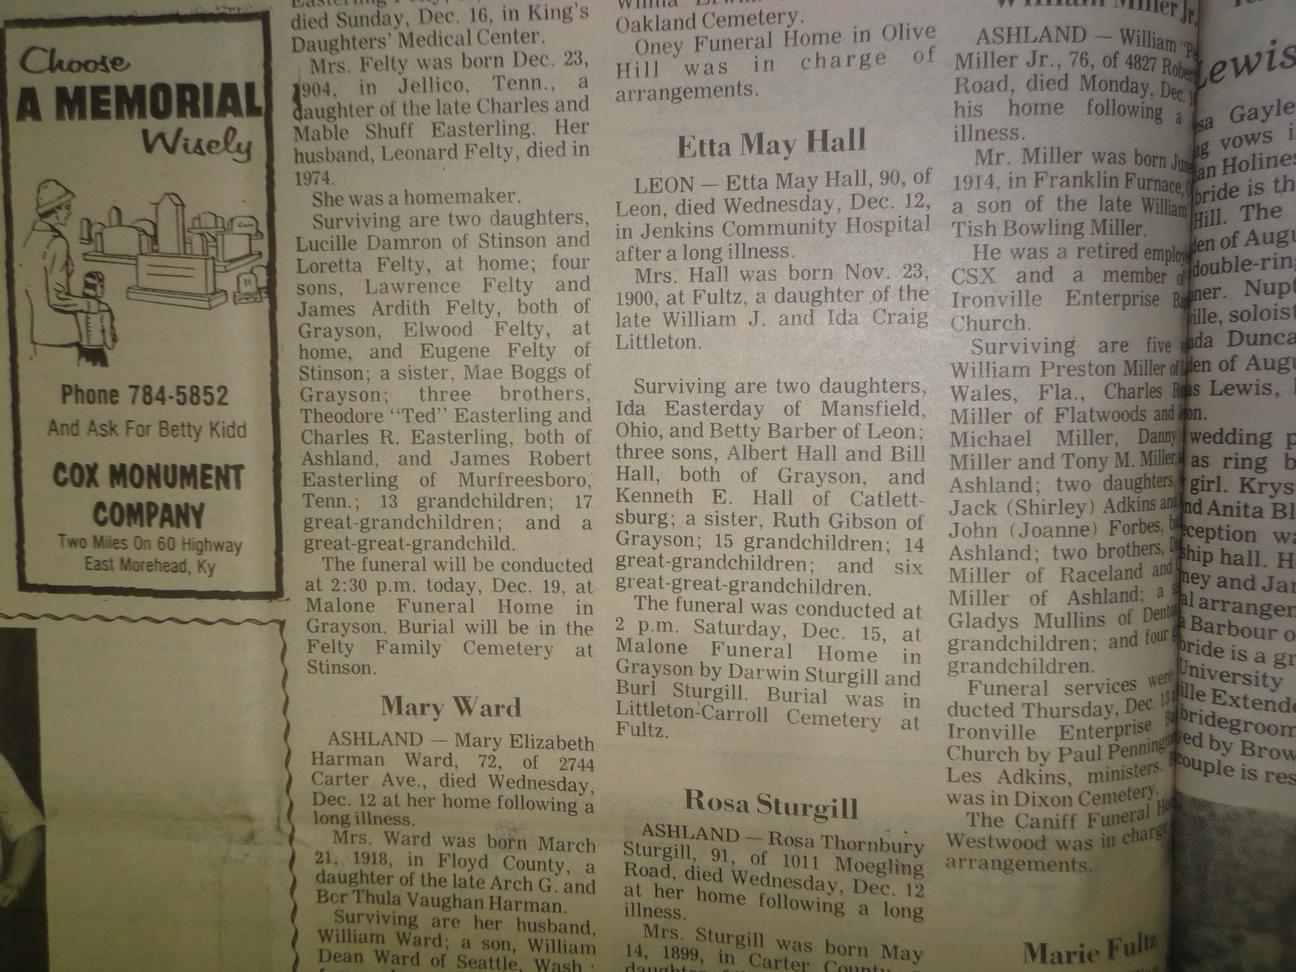 Choose
A MEMORIAL
Wisely
Phone 784-5852
And Ask For Betty Kidd
COX MONUMENT
COMPANY
Two Miles On 60 Highway
East Morehead, Ky
died Sunday, Dec. 16, in King's
Daughters' Medical Center.
Mrs. Felty was born Dec. 23,
1904, in Jellico, Tenn., a
daughter of the late Charles and
Mable Shuff Easterling. Her
husband, Leonard Felty, died in
1974.
She was a homemaker.
Surviving are two daughters,
Lucille Damron of Stinson and
Loretta Felty, at home; four
sons, Lawrence Felty and
James Ardith Felty, both of
Grayson, Elwood Felty, at
home, and Eugene Felty of
Stinson; a sister, Mae Boggs of
Grayson; three brothers,
Theodore "Ted" Easterling and
Charles R. Easterling, both of
Ashland, and James Robert
Easterling of Murfreesboro,
Tenn.; 13 grandchildren; 17
great-grandchildren; and a
great-great-grandchild.
The funeral will be conducted
at 2:30 p.m. today, Dec. 19, at
Malone Funeral Home in
Grayson. Burial will be in the
Felty Family Cemetery at
Stinson.
Mary Ward
ASHLAND — Mary Elizabeth
Harman Ward, 72, of 2744
Carter Ave., died Wednesday,
Dec. 12 at her home following a
long illness.
Mrs. Ward was born March
21, 1918, in Floyd County, a
daughter of the late Arch G. and
Bcr Thula Vaughan Harman.
Surviving are her husband,
William Ward; a son, William
Dean Ward of Seattle, Wash.;
Oakland Cemetery.
Oney Funeral Home in Olive
Hill was in charge of
arrangements.
Etta May Hall
LEON — Etta May Hall, 90, of
Leon, died Wednesday, Dec. 12,
in Jenkins Community Hospital
after a long illness.
Mrs. Hall was born Nov. 23,
1900, at Fultz, a daughter of the
late William J. and Ida Craig
Littleton.
Surviving are two daughters,
Ida Easterday of Mansfield,
Ohio, and Betty Barber of Leon;
three sons, Albert Hall and Bill
Hall, both of Grayson, and
Kenneth E. Hall of Catlett-
sburg; a sister, Ruth Gibson of
Grayson; 15 grandchildren; 14
great-grandchildren; and six
great-great-grandchildren.
The funeral was conducted at
2 p.m. Saturday, Dec. 15, at
Malone Funeral Home in
Grayson by Darwin Sturgill and
Burl Sturgill. Burial was in
Littleton-Carroll Cemetery at
Fultz.
Rosa Sturgill
ASHLAND — Rosa Thornbury
Sturgill, 91, of 1011 Moegling
Road, died Wednesday, Dec. 12
at her home following a long
illness.
Mrs. Sturgill was born May
14, 1899, in Carter County, a
William Miller Jr.
ASHLAND — William
Miller Jr., 76, of 4827
Road, died Monday, Dec.
his home following a
illness.
Mr. Miller was born
1914, in Franklin Furnace,
a son of the late William
Tish Bowling Miller.
He was a retired
CSX and a member
Ironville Enterprise
Church.
Surviving are five
William Preston Miller of
Wales, Fla., Charles
Miller of Flatwoods and
Michael Miller, Danny
Miller and Tony M. Miller
Ashland; two daughters,
Jack (Shirley) Adkins and
John (Joanne) Forbes,
Ashland; two brothers,
Miller of Raceland and
Miller of Ashland; a
Gladys Mullins of
grandchildren; and four
grandchildren.
Funeral services were
ducted Thursday, Dec. 13
Ironville Enterprise
Church by Paul
Les Adkins, ministers.
was in Dixon Cemetery.
The Caniff Funeral
Westwood was in charge
arrangements.
Marie Fultz
Lewis
Gayle
vows
Holines
bride is
Hill. The
of Augu
double-rin
Nupt
soloist
Dunca
of Augu
Lewis,
wedding
as ring
girl. Krys
Anita
wa
hall.
and Jan
arrangem
Barbour
bride is a
University
Extende
bridegroom
by Brow
couple is res